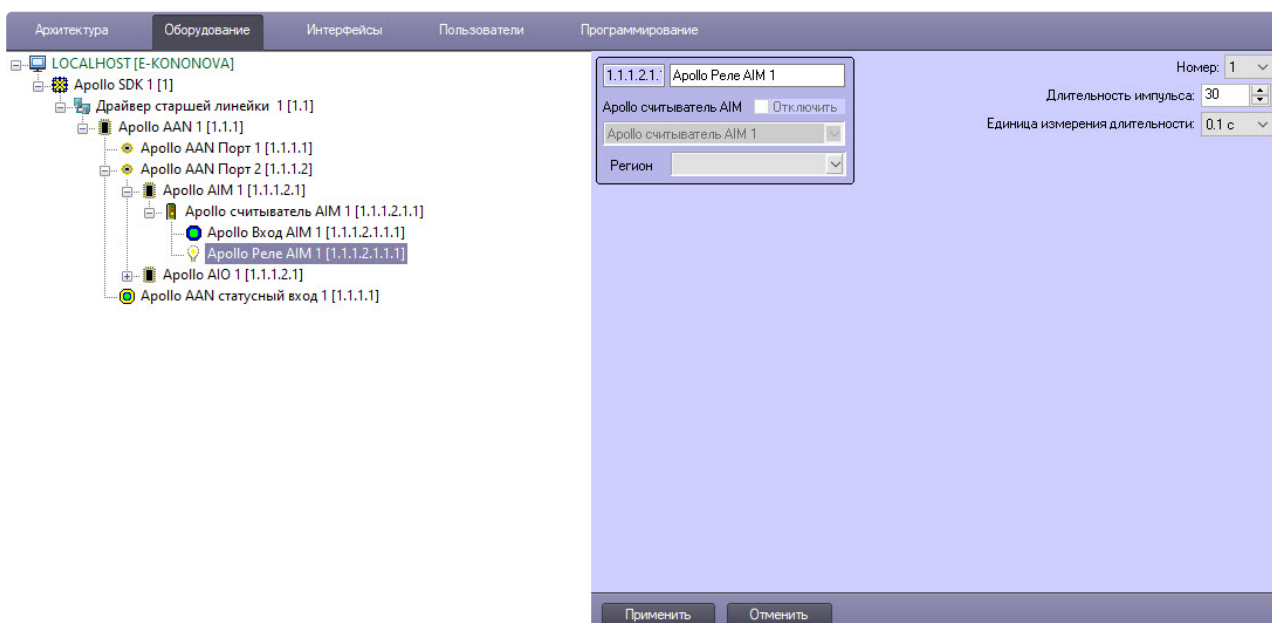 Архитектура Оборудование Интерфейсы Пользователи Программирование
LOCALHOST [E-KONONOVA]
Apollo SDK 1 [1]
Драйвер старшей линейки 1 [1.1]
Apollo AAN 1 [1.1.1]
Apollo AAN Порт 1 [1.1.1.1]
Apollo AAN Порт 2 [1.1.1.2]
Apollo AIM 1 [1.1.1.2.1]
Apollo считыватель AIM 1 [1.1.1.2.1.1]
Apollo Вход AIM 1 [1.1.1.2.1.1.1]
Apollo Реле AIM 1 [1.1.1.2.1.1.1]
Apollo AIO 1 [1.1.1.2.1]
Apollo AAN статусный вход 1 [1.1.1.1]
1.1.1.2.1. Apollo Реле AIM 1
Apollo считыватель AIM Отключить
Apollo считыватель AIM 1
Регион
Номер: 1
Длительность импульса: 30
Единица измерения длительности: 0.1 с
Применить Отменить